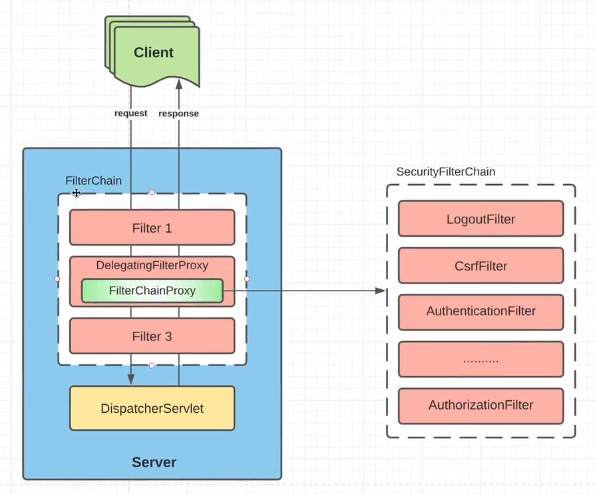 Client
request
response
FilterChain
Filter 1
DelegatingFilterProxy
FilterChainProxy
Filter 3
DispatcherServlet
Server
SecurityFilterChain
LogoutFilter
CsrfFilter
AuthenticationFilter
..........
AuthorizationFilter